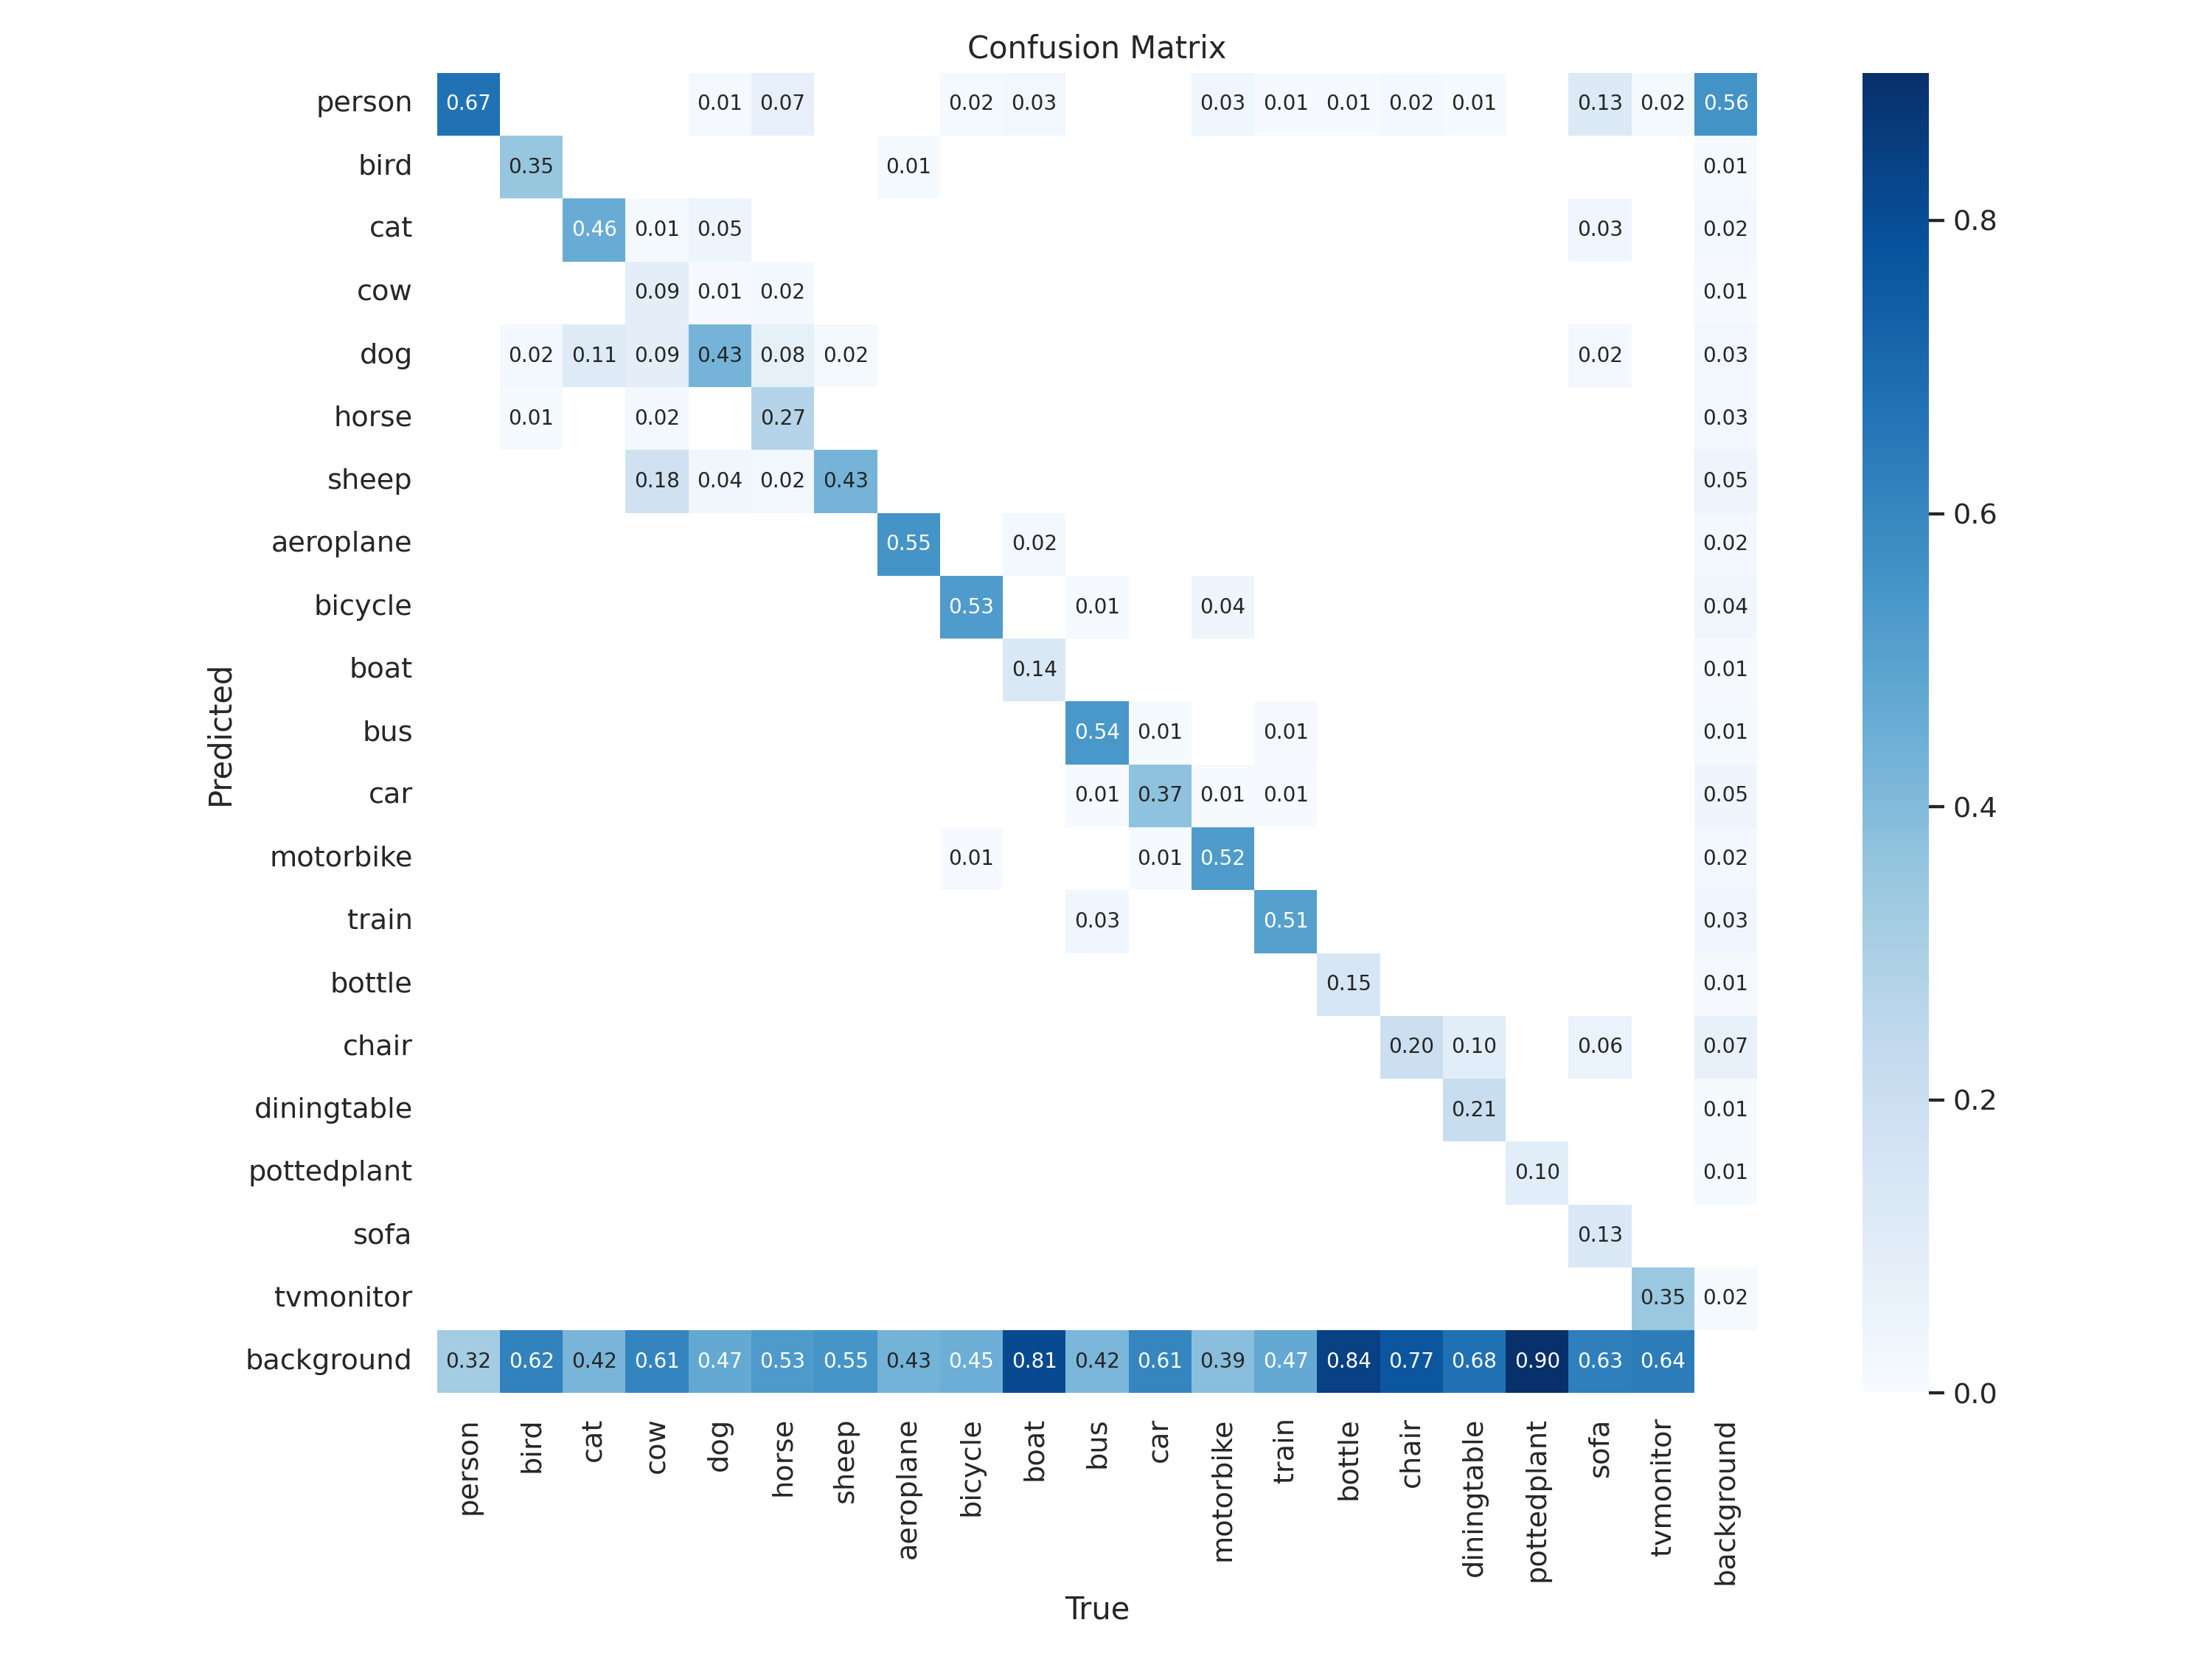 Confusion Matrix
person 0.67 0.01 0.07 0.02 0.03 0.03 0.01 0.01 0.02 0.01 0.13 0.02 0.56
bird 0.35 0.01 0.01
cat 0.46 0.01 0.05 0.03 0.02
cow 0.09 0.01 0.02 0.01
dog 0.02 0.11 0.09 0.43 0.08 0.02 0.02 0.03
horse 0.01 0.02 0.27 0.03
sheep 0.18 0.04 0.02 0.43 0.05
aeroplane 0.55 0.02 0.02
bicycle 0.53 0.01 0.04 0.04
boat 0.14 0.01
bus 0.54 0.01 0.01 0.01
car 0.01 0.37 0.01 0.01 0.05
motorbike 0.01 0.01 0.52 0.02
train 0.03 0.51 0.03
bottle 0.15 0.01
chair 0.20 0.10 0.06 0.07
diningtable 0.21 0.01
pottedplant 0.10 0.01
sofa 0.13
tvmonitor 0.35 0.02
background 0.32 0.62 0.42 0.61 0.47 0.53 0.55 0.43 0.45 0.81 0.42 0.61 0.39 0.47 0.84 0.77 0.68 0.90 0.63 0.64
Predicted
person bird cat cow dog horse sheep aeroplane bicycle boat bus car motorbike train bottle chair diningtable pottedplant sofa tvmonitor background
True
0.8
0.6
0.4
0.2
0.0